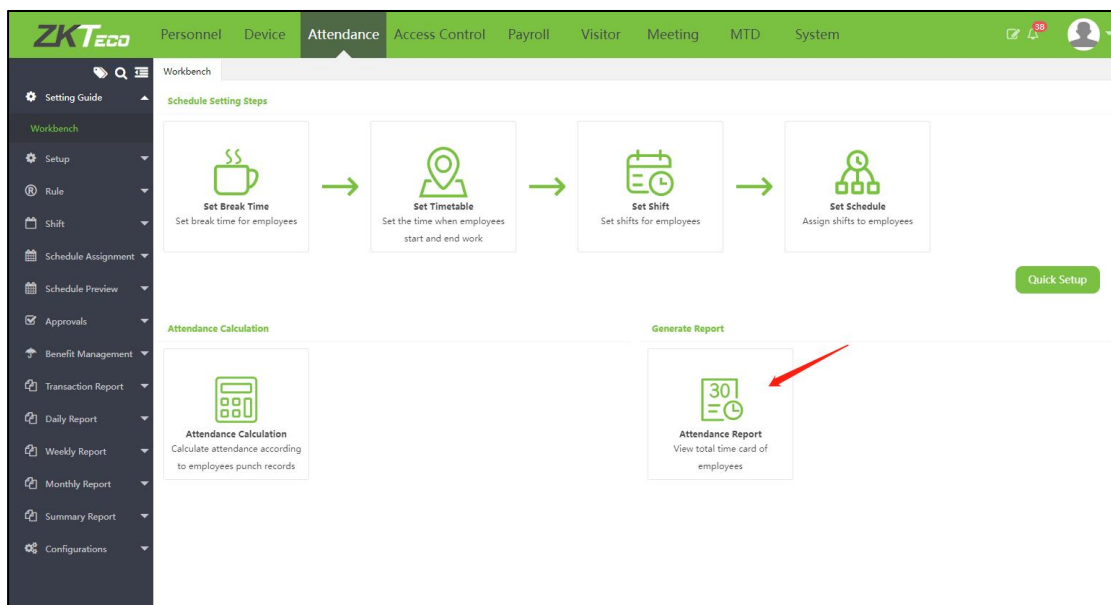 ZKTECO
Personnel Device Attendance Access Control Payroll Visitor Meeting MTD System
38
Workbench
Setting Guide
Workbench
Setup
Rule
Shift
Schedule Assignment
Schedule Preview
Approvals
Benefit Management
Transaction Report
Daily Report
Weekly Report
Monthly Report
Summary Report
Configurations
Schedule Setting Steps
Set Break Time
Set break time for employees
Set Timetable
Set the time when employees
start and end work
Set Shift
Set shifts for employees
Set Schedule
Assign shifts to employees
Quick Setup
Attendance Calculation
Attendance Calculation
Calculate attendance according
to employees punch records
Generate Report
30
Attendance Report
View total time card of
employees